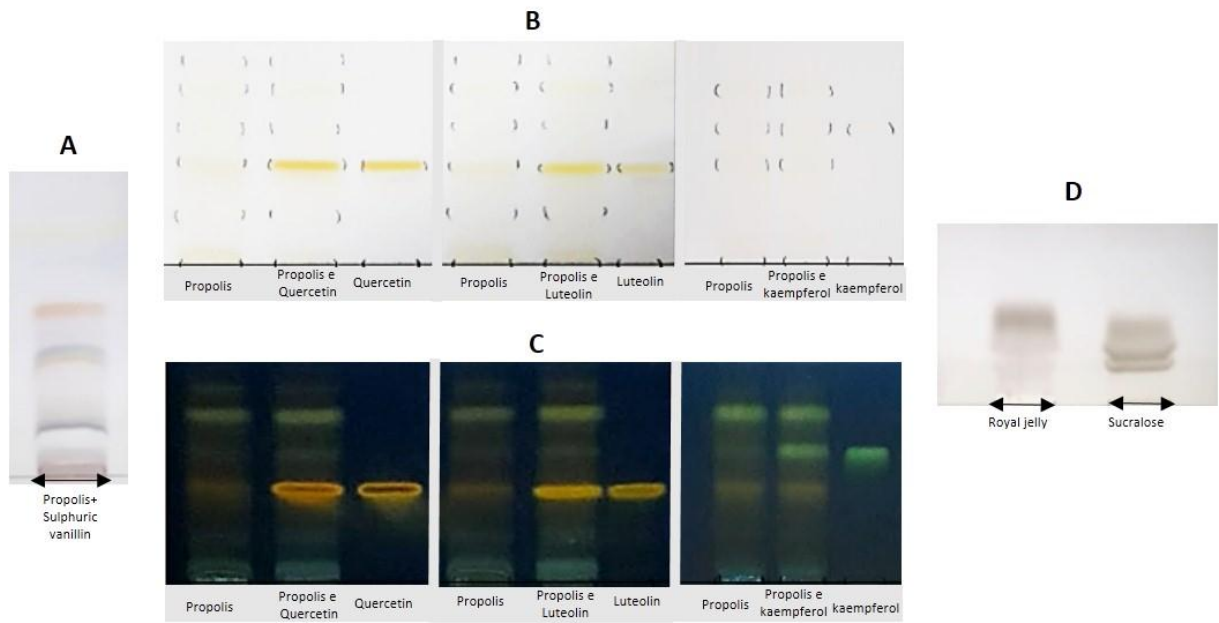 B
A
Propolis
Propolis e
Quercetin
Quercetin
Propolis
Propolis e
Luteolin
Luteolin
Propolis
Propolis e
kaempferol
kaempferol
D
C
Royal jelly
Sucralose
Propolis+
Sulphuric
vanillin
Propolis
Propolis e
Quercetin
Quercetin
Propolis
Propolis e
Luteolin
Luteolin
Propolis
Propolis e
kaempferol
kaempferol